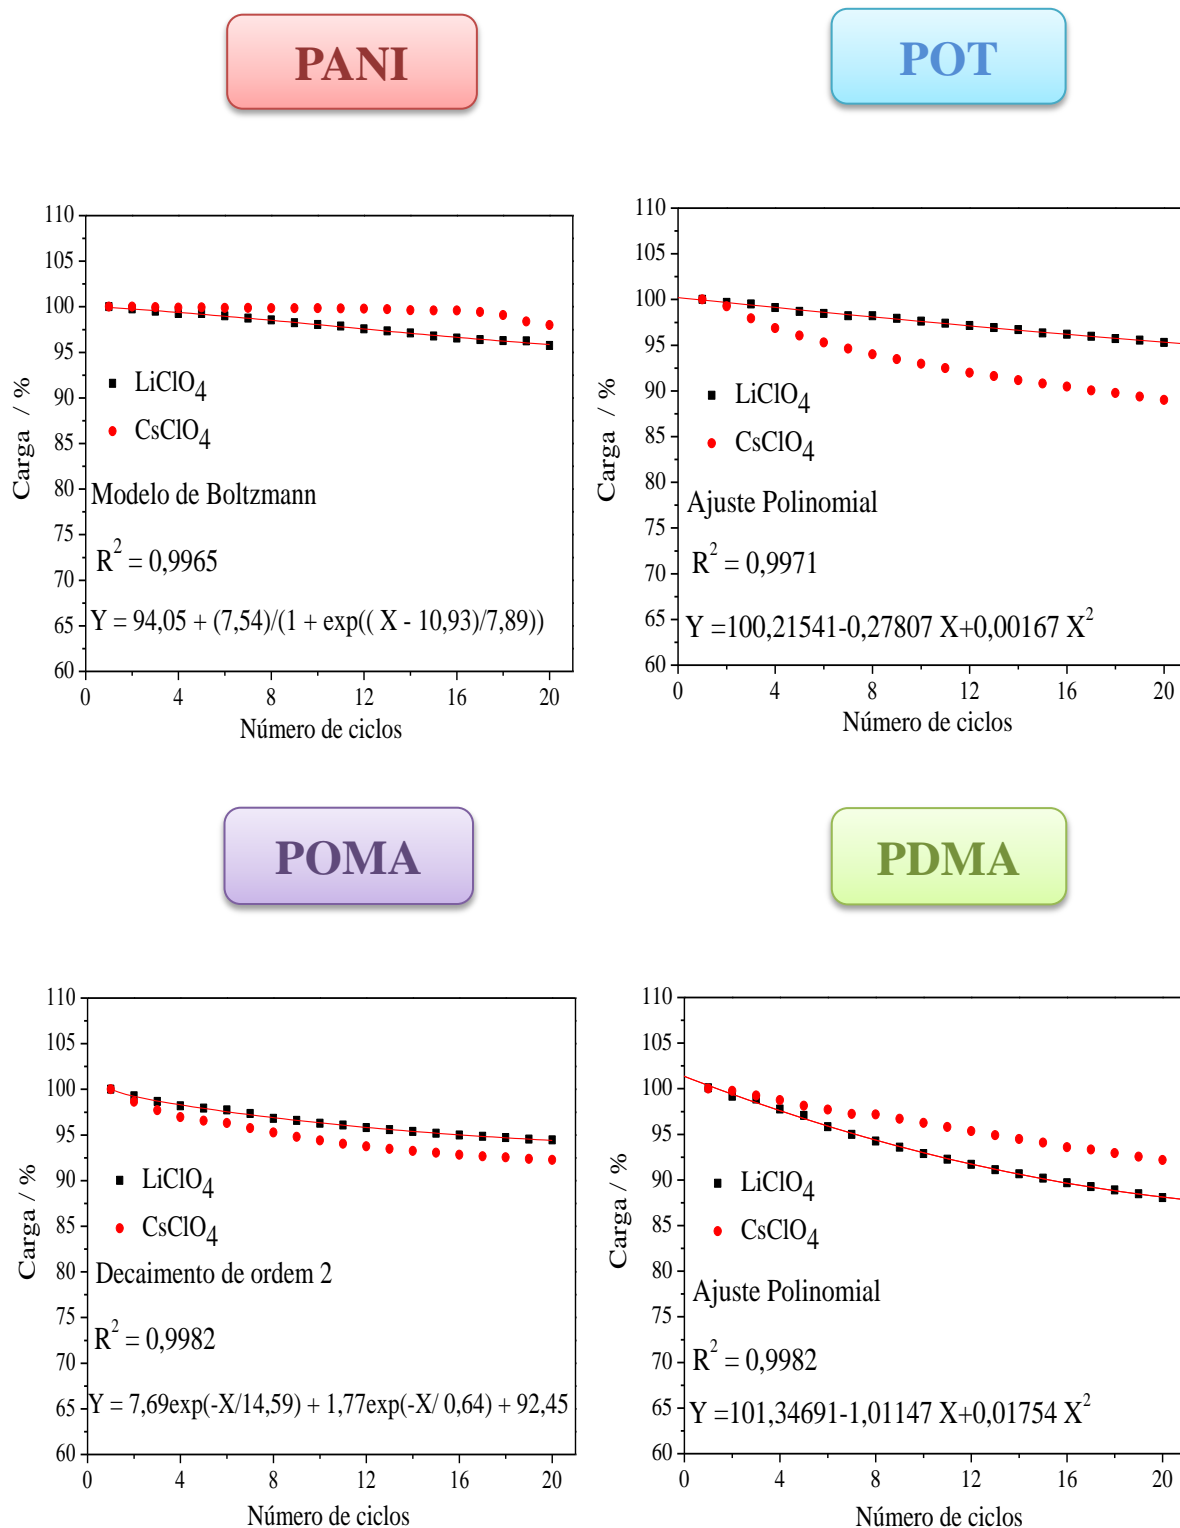 PANI
POT
110
105
100
95
90
85
80
75
70
65
60
Carga / %
LiClO4
CsClO4
Modelo de Boltzmann
R² = 0,9965
Y = 94,05 + (7,54)/(1 + exp(( X - 10,93)/7,89))
0 4 8 12 16 20
Número de ciclos
110
105
100
95
90
85
80
75
70
65
60
Carga / %
LiClO4
CsClO4
Ajuste Polinomial
R² = 0,9971
Y =100,21541-0,27807 X+0,00167 X²
0 4 8 12 16 20
Número de ciclos
POMA
PDMA
110
105
100
95
90
85
80
75
70
65
60
Carga / %
LiClO4
CsClO4
Decaimento de ordem 2
R² = 0,9982
Y = 7,69exp(-X/14,59) + 1,77exp(-X/ 0,64) + 92,45
0 4 8 12 16 20
Número de ciclos
110
105
100
95
90
85
80
75
70
65
60
Carga / %
LiClO4
CsClO4
Ajuste Polinomial
R² = 0,9982
Y =101,34691-1,01147 X+0,01754 X²
0 4 8 12 16 20
Número de ciclos